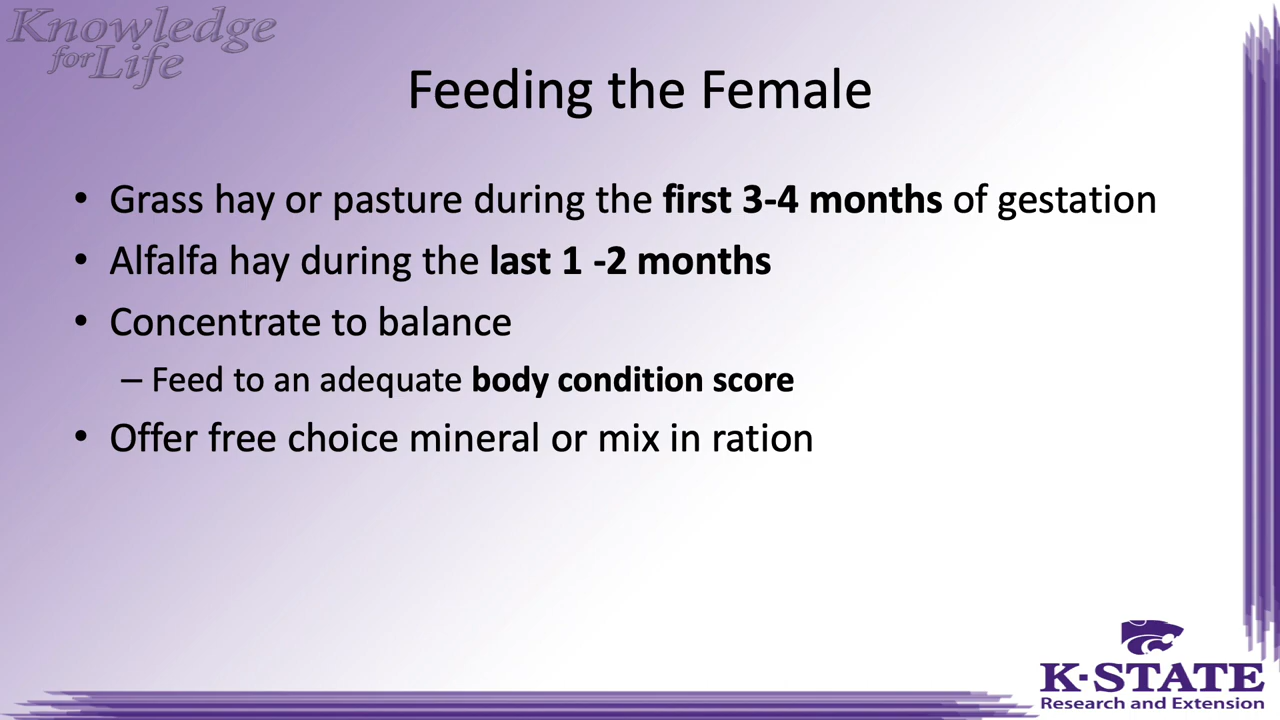 Knowledge
for Life
Feeding the Female
• Grass hay or pasture during the first 3-4 months of gestation
• Alfalfa hay during the last 1 -2 months
• Concentrate to balance
– Feed to an adequate body condition score
• Offer free choice mineral or mix in ration
K-STATE
Research and Extension